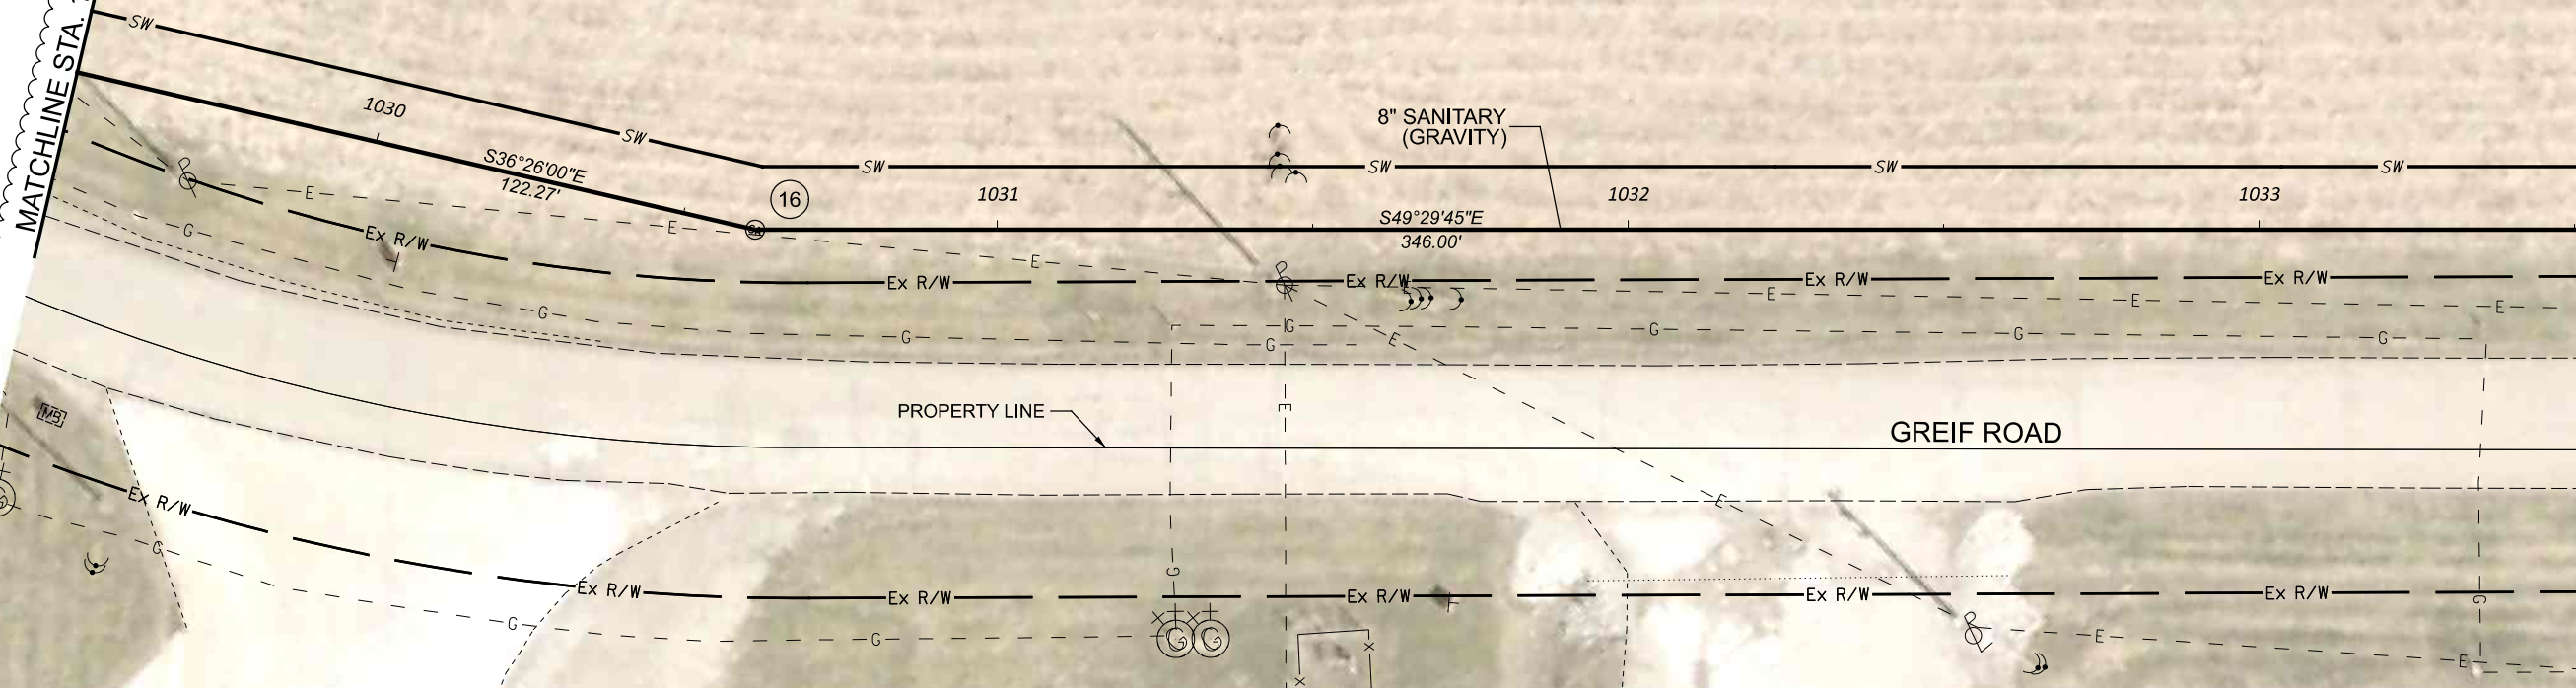 MATCHLINE STA.
SW
1030
SW
S36°26'00"E
122.27'
16
SA
SW
1031
8" SANITARY
(GRAVITY)
SW
1032
SW
1033
SW
S49°29'45"E
346.00'
E
E
E
E
E
E
E
Ex R/W
Ex R/W
Ex R/W
Ex R/W
Ex R/W
G
G
G
G
G
G
G
G
PROPERTY LINE
E
GREIF ROAD
MB
E
Ex R/W
Ex R/W
Ex R/W
Ex R/W
Ex R/W
Ex R/W
G
G
G
G
G
G
G
G
E
E